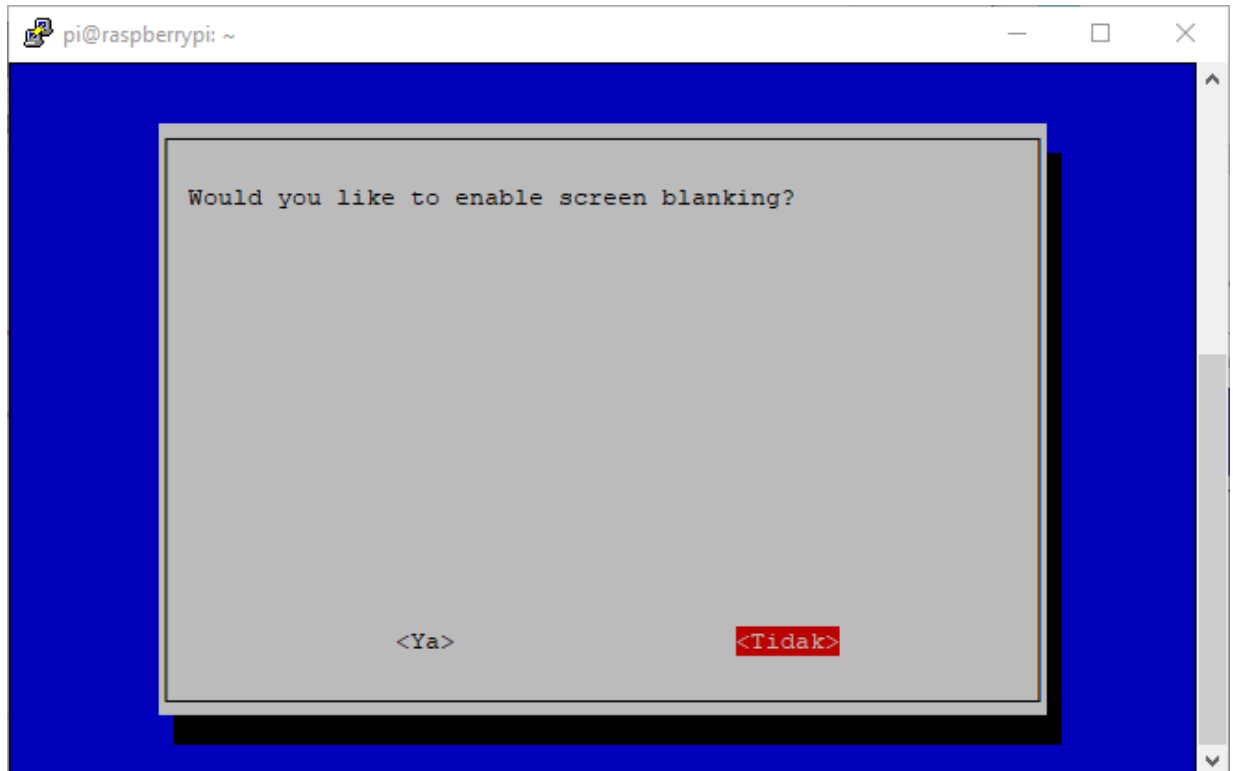 pi@raspberrypi: ~
Would you like to enable screen blanking?
<Ya> <Tidak>